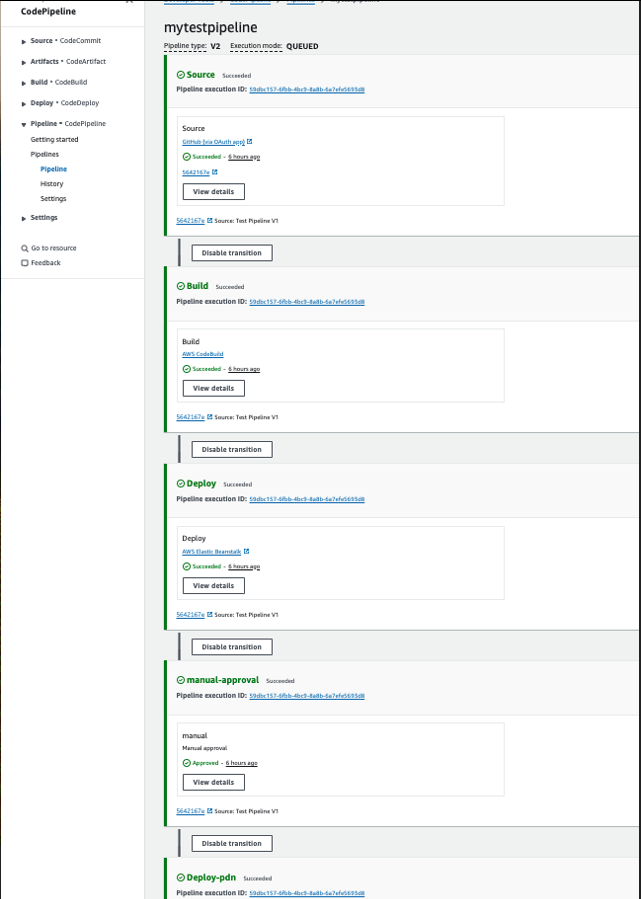 CodePipeline
Source • CodeCommit
Artifacts • CodeArtifact
Build • CodeBuild
Deploy • CodeDeploy
Pipeline • CodePipeline
Getting started
Pipelines
Pipeline
History
Settings
Settings
Go to resource
Feedback
mytestpipeline
Pipeline type: V2 Execution mode: QUEUED
Source Succeeded
Pipeline execution ID: 59dbc157-6fbb-4bc9-8a8b-6a7efe5693d8
Source
GitHub (via OAuth app)
Succeeded - 6 hours ago
5642167e
View details
5642167e Source: Test Pipeline V1
Disable transition
Build Succeeded
Pipeline execution ID: 59dbc157-6fbb-4bc9-8a8b-6a7efe5693d8
Build
AWS CodeBuild
Succeeded - 6 hours ago
View details
5642167e Source: Test Pipeline V1
Disable transition
Deploy Succeeded
Pipeline execution ID: 59dbc157-6fbb-4bc9-8a8b-6a7efe5693d8
Deploy
AWS Elastic Beanstalk
Succeeded - 6 hours ago
View details
5642167e Source: Test Pipeline V1
Disable transition
manual-approval Succeeded
Pipeline execution ID: 59dbc157-6fbb-4bc9-8a8b-6a7efe5693d8
manual
Manual approval
Approved - 6 hours ago
View details
5642167e Source: Test Pipeline V1
Disable transition
Deploy-pdn Succeeded
Pipeline execution ID: 59dbc157-6fbb-4bc9-8a8b-6a7efe5693d8